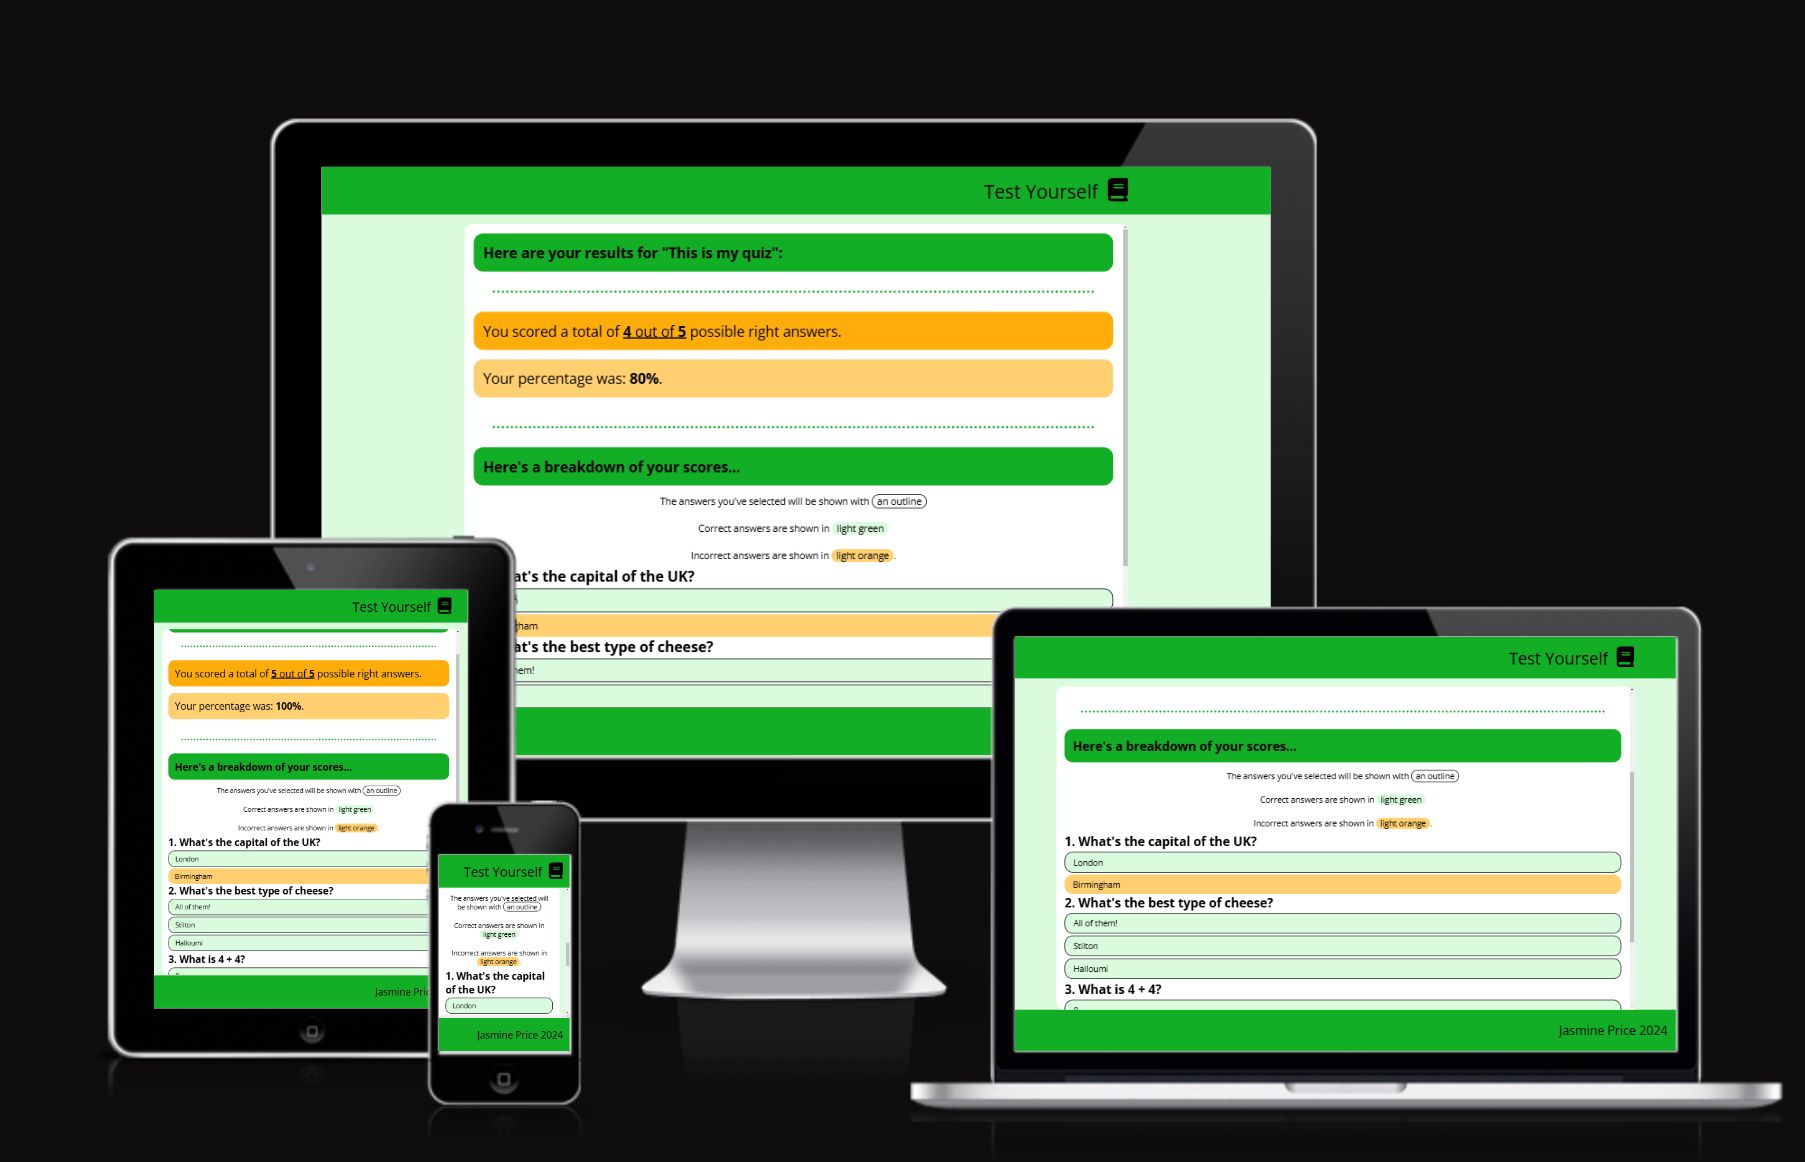 Test Yourself
Here are your results for "This is my quiz":
You scored a total of 4 out of 5 possible right answers.
Your percentage was: 80%.
Here's a breakdown of your scores...
The answers you've selected will be shown with an outline
Correct answers are shown in light green
Incorrect answers are shown in light orange.
at's the capital of the UK?
ham
at's the best type of cheese?
em!
Test Yourself
You scored a total of 5 out of 5 possible right answers.
Your percentage was: 100%.
Here's a breakdown of your scores...
The answers you've selected will be shown with an outline
Correct answers are shown in light green
Incorrect answers are shown in light orange.
1. What's the capital of the UK?
London
Birmingham
2. What's the best type of cheese?
All of them!
Stilton
Halloumi
3. What is 4 + 4?
Jasmine Pric
Test Yourself
The answers you've selected will
be shown with an outline
Correct answers are shown in
light green
Incorrect answers are shown in
light orange.
1. What's the capital
of the UK?
London
Jasmine Price 2024
Test Yourself
Here's a breakdown of your scores...
The answers you've selected will be shown with an outline
Correct answers are shown in light green
Incorrect answers are shown in light orange.
1. What's the capital of the UK?
London
Birmingham
2. What's the best type of cheese?
All of them!
Stilton
Halloumi
3. What is 4 + 4?
Jasmine Price 2024